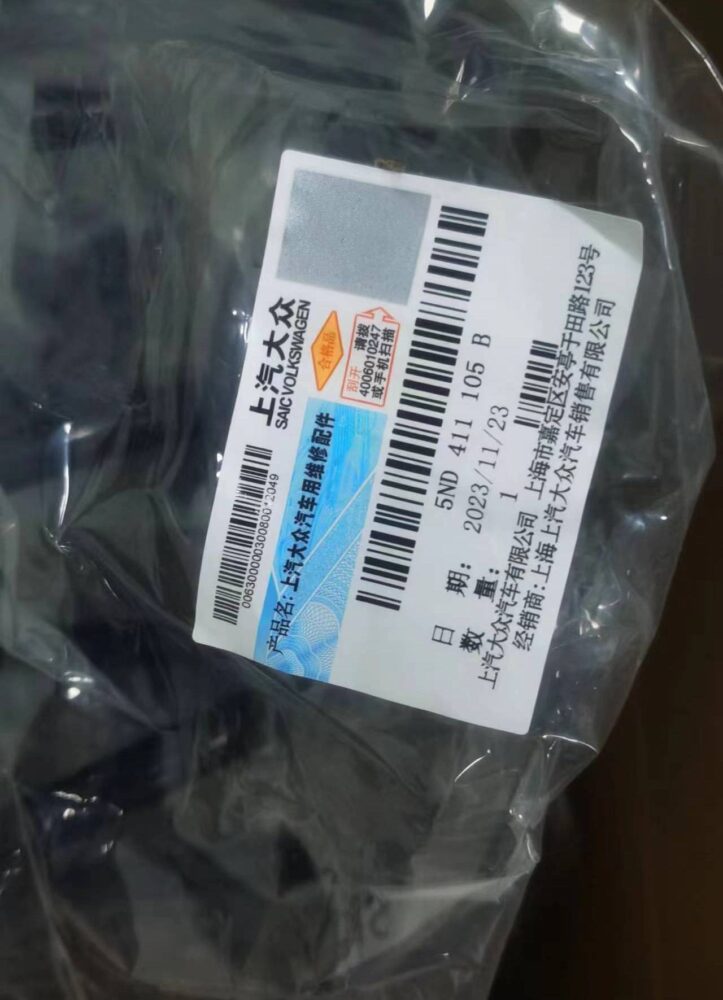 上汽大众
SAIC VOLKSWAGEN
合格品
刮开 请拨
4006010247
或手机扫描
产品名: 上汽大众汽车用维修配件
5ND 411 105 B
日 期: 2023/11/23
数 量: 1
上汽大众汽车有限公司 上海市嘉定区安亭于田路123号
经销商:上海上汽大众汽车销售有限公司